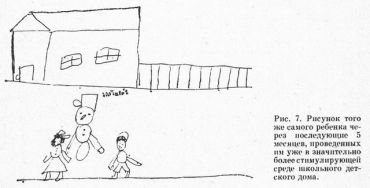 Рис. 7. Рисунок того
же самого ребенка че-
рез последующие 5
месяцев, проведенных
им уже в значительно
более стимулирующей
среде школьного дет-
ского дома.